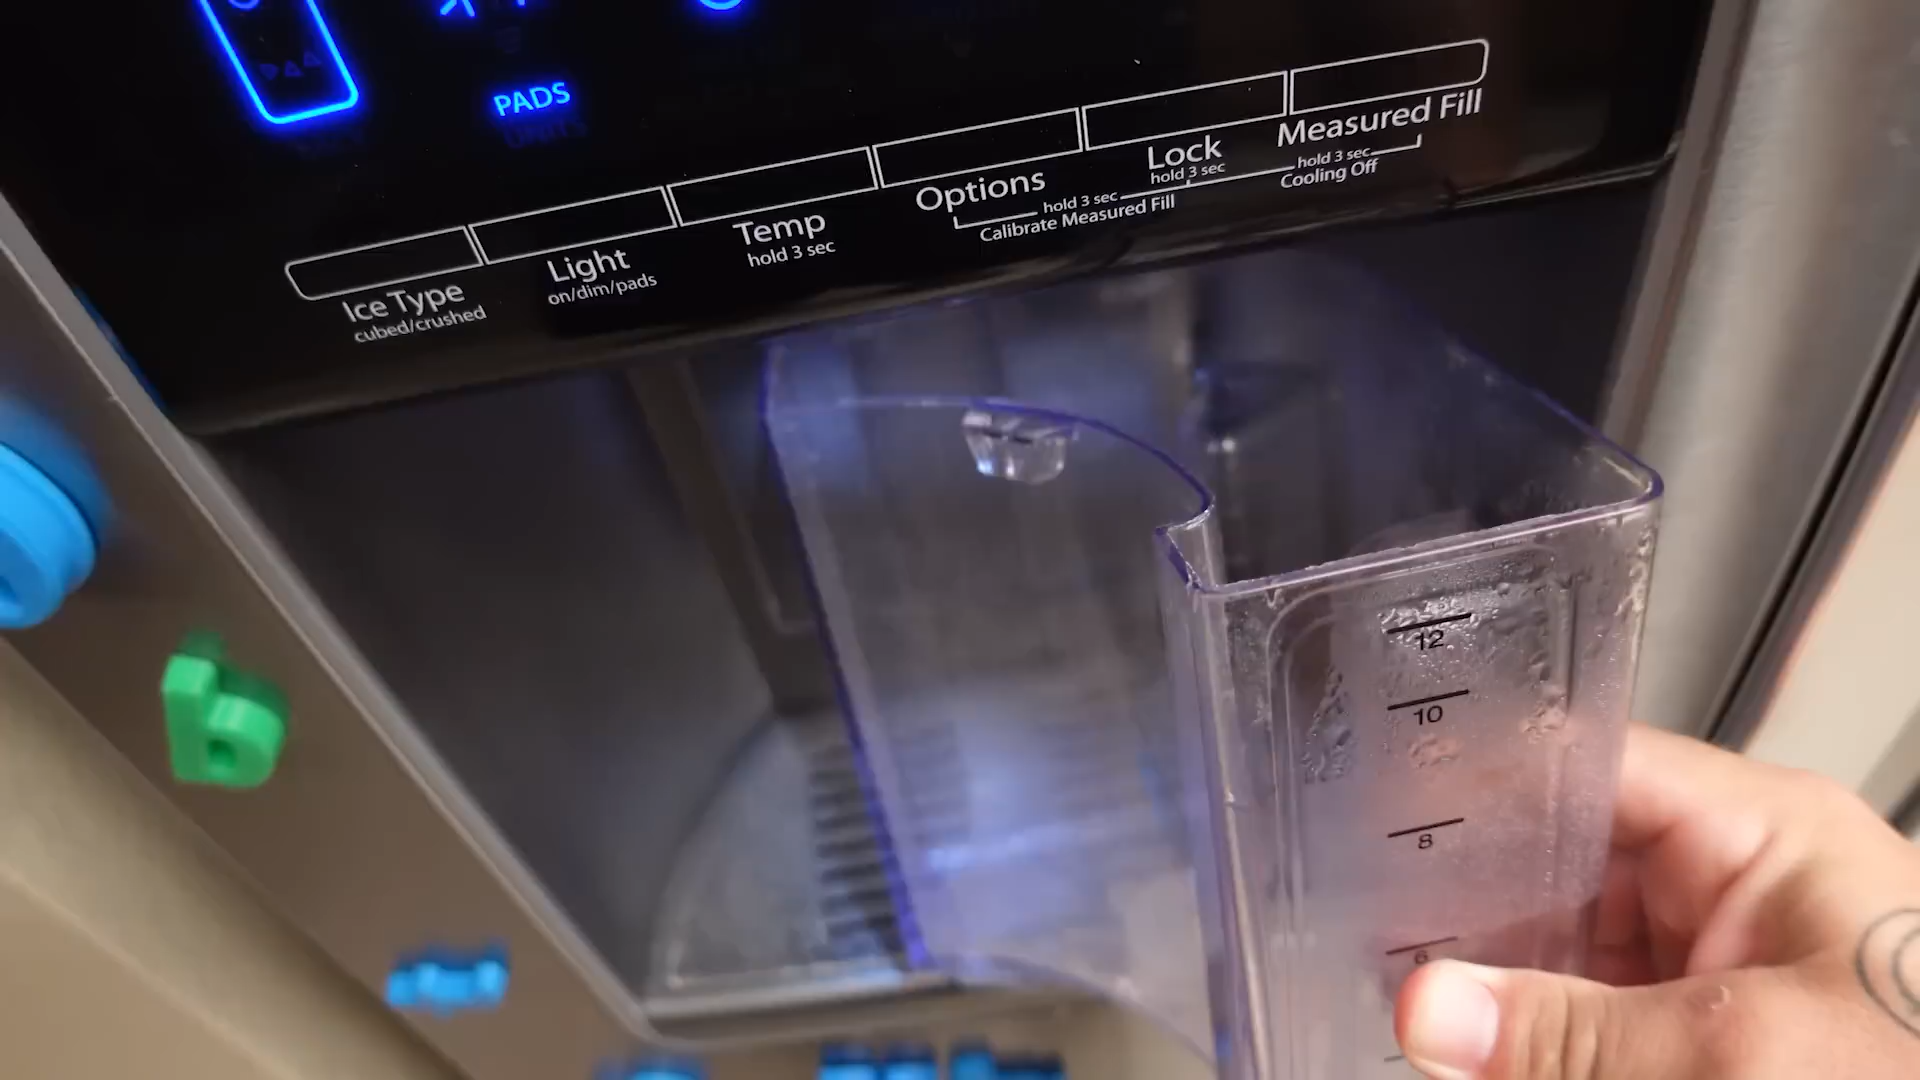 PADS
Ice Type
cubed/crushed
Light
on/dim/pads
Temp
hold 3 sec
Options
hold 3 sec
Calibrate Measured Fill
Lock
hold 3 sec
Measured Fill
hold 3 sec
Cooling Off
12
10
8
6
b